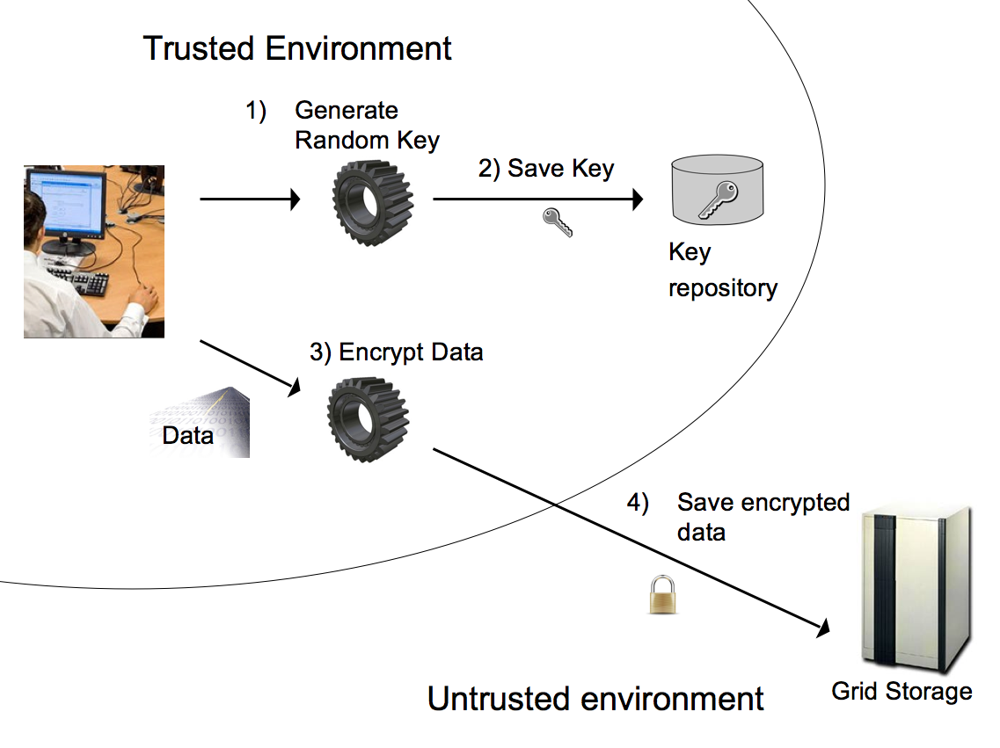 Trusted Environment
1) Generate
Random Key
2) Save Key
Key
repository
3) Encrypt Data
Data
4) Save encrypted
data
Grid Storage
Untrusted environment